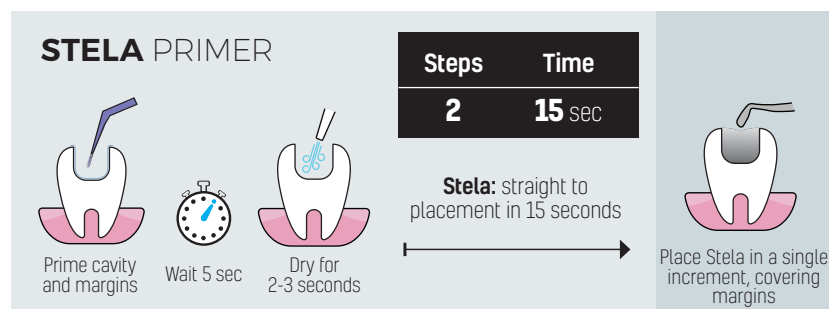 STELA PRIMER
Steps Time
2 15 sec
Prime cavity
and margins
Wait 5 sec
Dry for
2-3 seconds
Stela: straight to
placement in 15 seconds
Place Stela in a single
increment, covering
margins